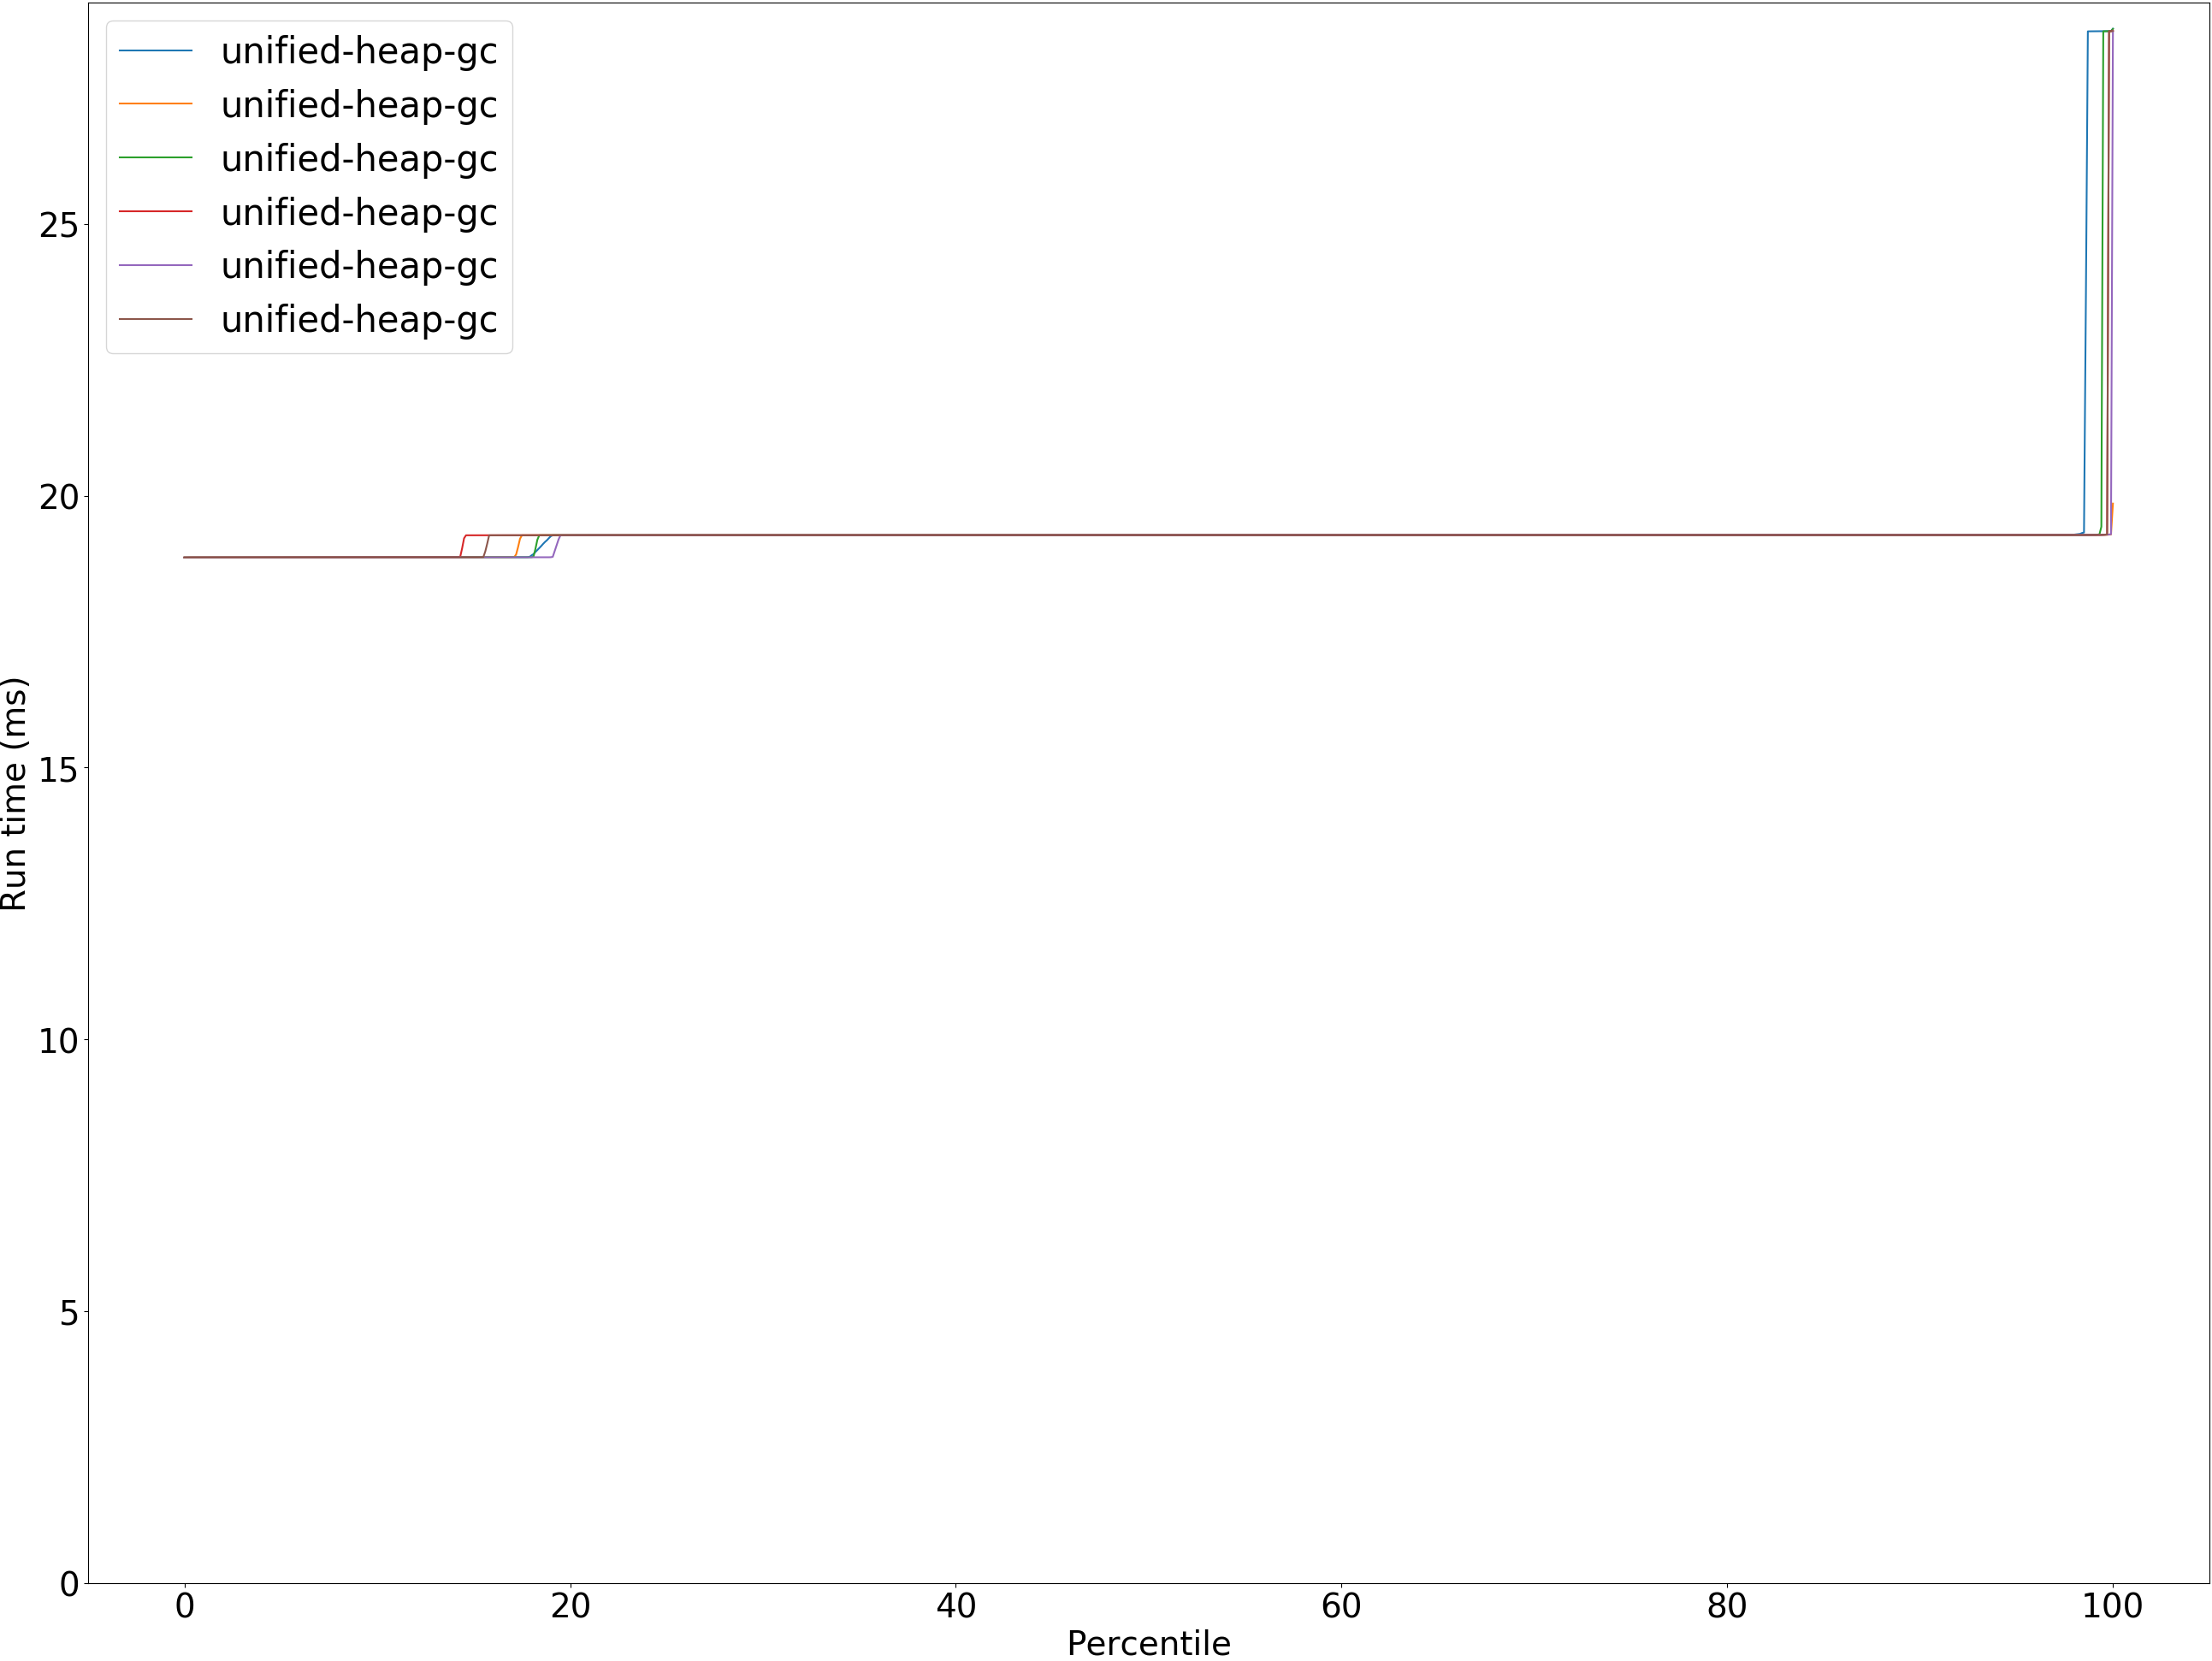 unified-heap-gc
unified-heap-gc
unified-heap-gc
unified-heap-gc
unified-heap-gc
unified-heap-gc
25
20
15
10
5
0
Run time (ms)
0 20 40 60 80 100
Percentile